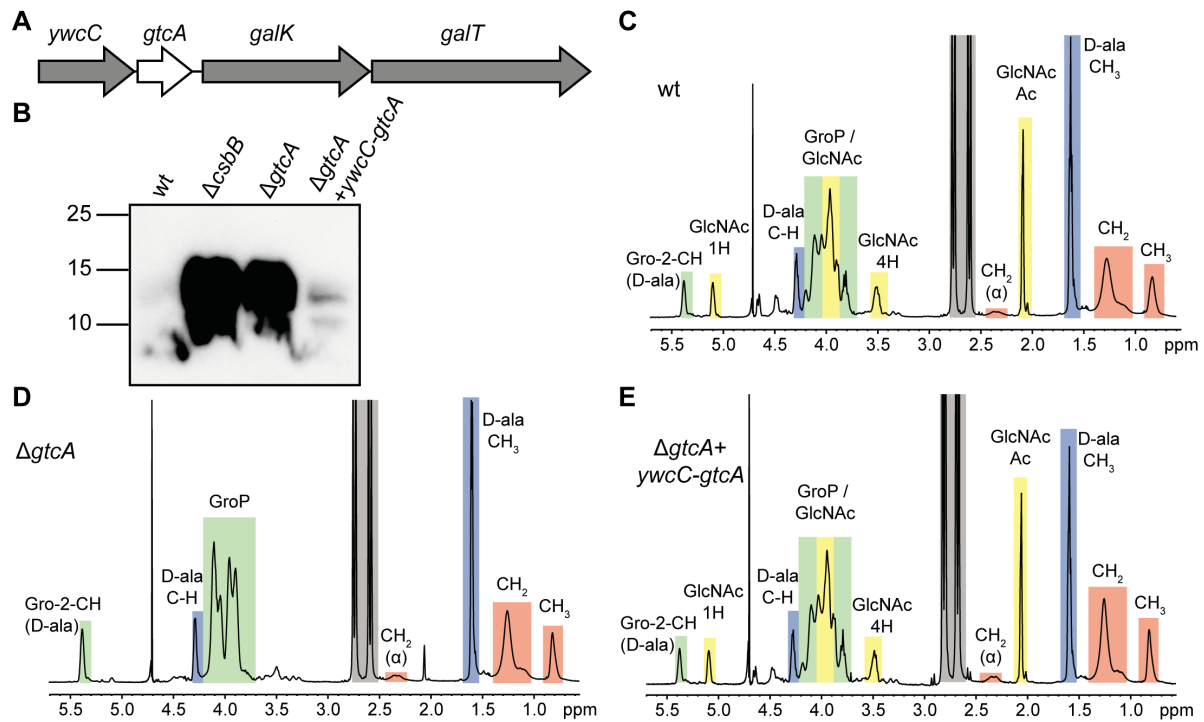 A
ywcC gtcA galK galT
B
wt ΔcsbB ΔgtcA ΔgtcA
+ywcC-gtcA
25
15
10
C
wt
D-ala
CH3
GlcNAc
Ac
GroP /
GlcNAc
D-ala
C-H
GlcNAc
1H
Gro-2-CH
(D-ala)
GlcNAc
4H
CH2
(α)
CH2
CH3
5.5 5.0 4.5 4.0 3.5 3.0 2.5 2.0 1.5 1.0 ppm
D
ΔgtcA
D-ala
CH3
GroP
D-ala
C-H
Gro-2-CH
(D-ala)
CH2
(α)
CH2
CH3
5.5 5.0 4.5 4.0 3.5 3.0 2.5 2.0 1.5 1.0 ppm
E
ΔgtcA+
ywcC-gtcA
GlcNAc
Ac
D-ala
CH3
GroP /
GlcNAc
D-ala
C-H
GlcNAc
1H
Gro-2-CH
(D-ala)
GlcNAc
4H
CH2
(α)
CH2
CH3
5.5 5.0 4.5 4.0 3.5 3.0 2.5 2.0 1.5 1.0 ppm